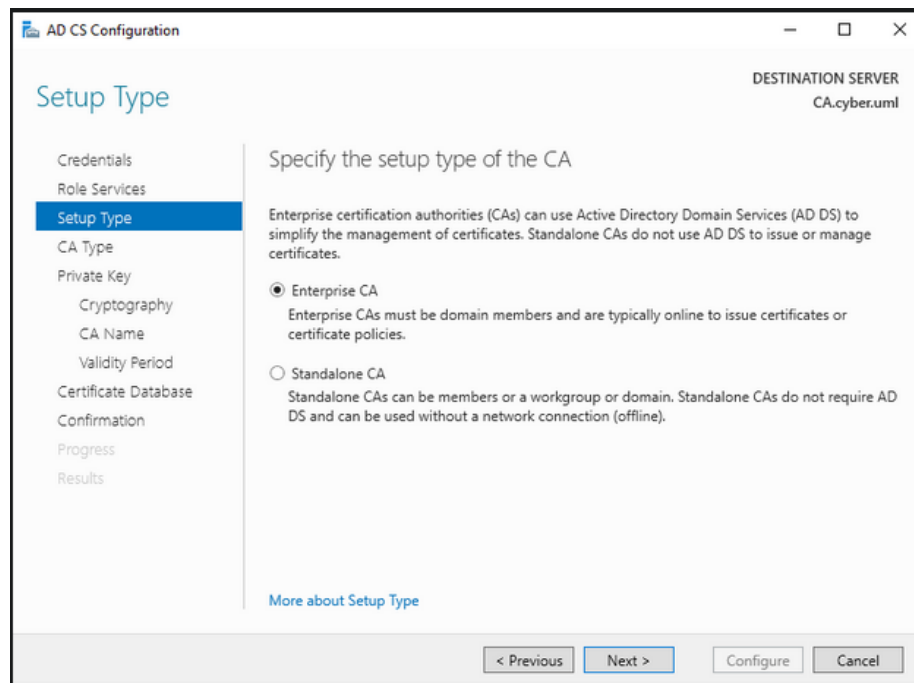 AD CS Configuration
DESTINATION SERVER
CA.cyber.uml
Setup Type
Credentials
Role Services
Setup Type
CA Type
Private Key
Cryptography
CA Name
Validity Period
Certificate Database
Confirmation
Progress
Results
Specify the setup type of the CA
Enterprise certification authorities (CAs) can use Active Directory Domain Services (AD DS) to
simplify the management of certificates. Standalone CAs do not use AD DS to issue or manage
certificates.
Enterprise CA
Enterprise CAs must be domain members and are typically online to issue certificates or
certificate policies.
Standalone CA
Standalone CAs can be members or a workgroup or domain. Standalone CAs do not require AD
DS and can be used without a network connection (offline).
More about Setup Type
< Previous
Next >
Configure
Cancel